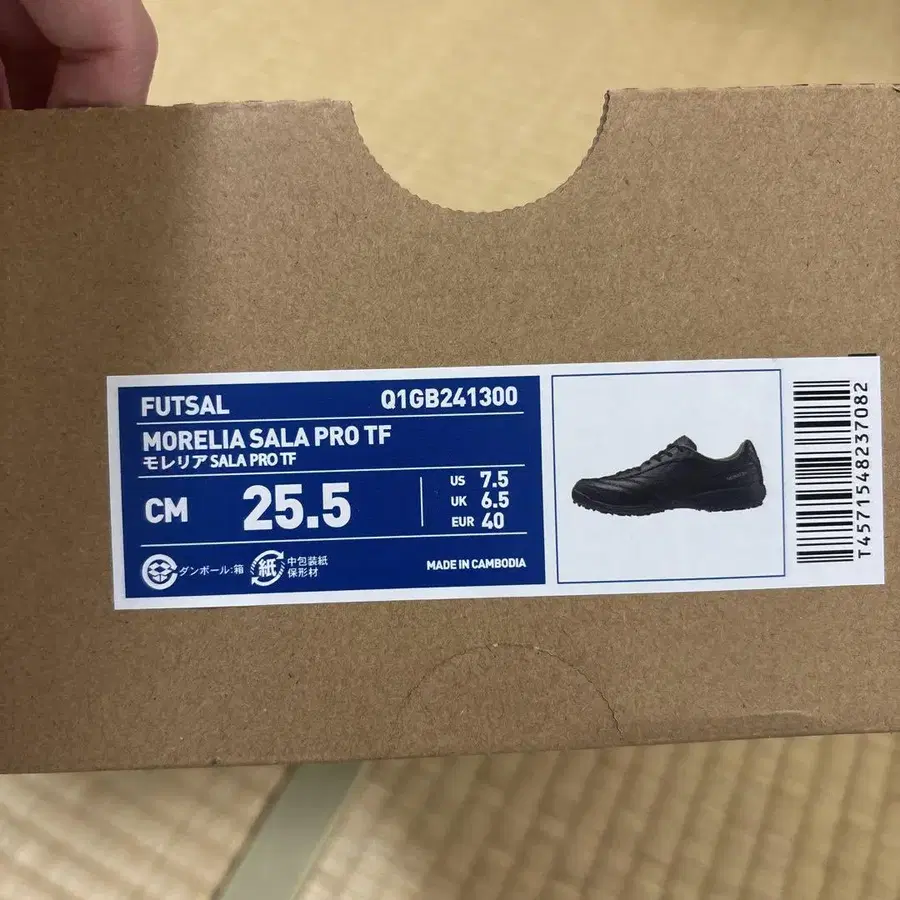 FUTSAL Q1GB241300
MORELIA SALA PRO TF
モレリア SALA PRO TF
CM 25.5
US 7.5
UK 6.5
EUR 40
ダンボール:箱
紙 中包装紙
保形材
MADE IN CAMBODIA
T4571548237082